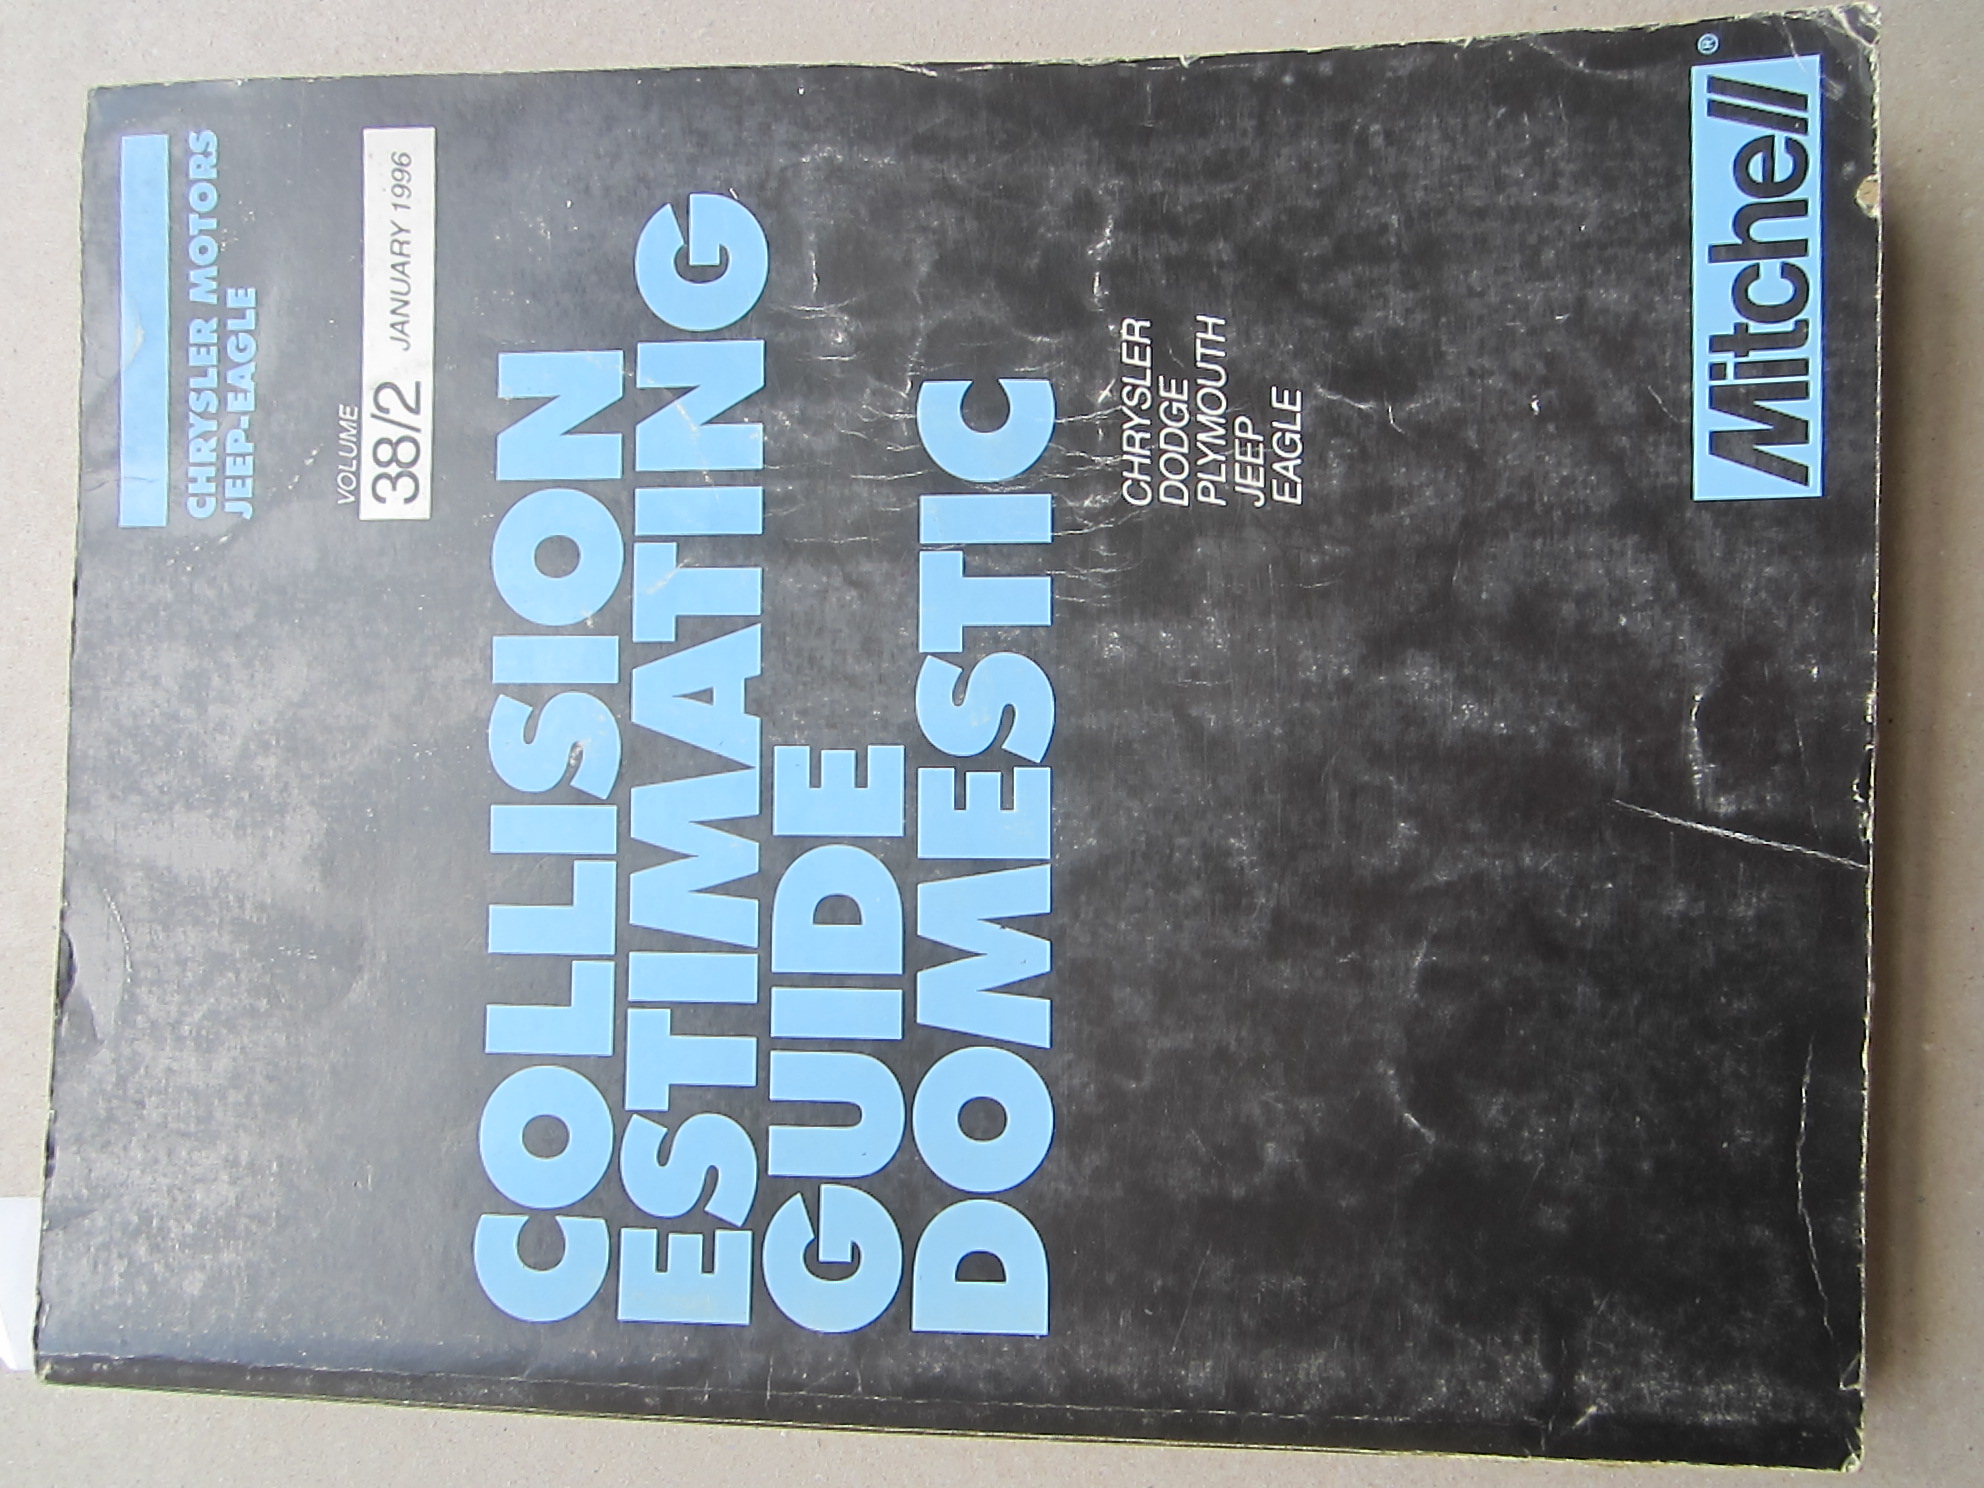 CHRYSLER MOTORS
JEEP-EAGLE
VOLUME
38/2 JANUARY 1996
COLLISION
ESTIMATING
GUIDE
DOMESTIC
CHRYSLER
DODGE
PLYMOUTH
JEEP
EAGLE
Mitchell®